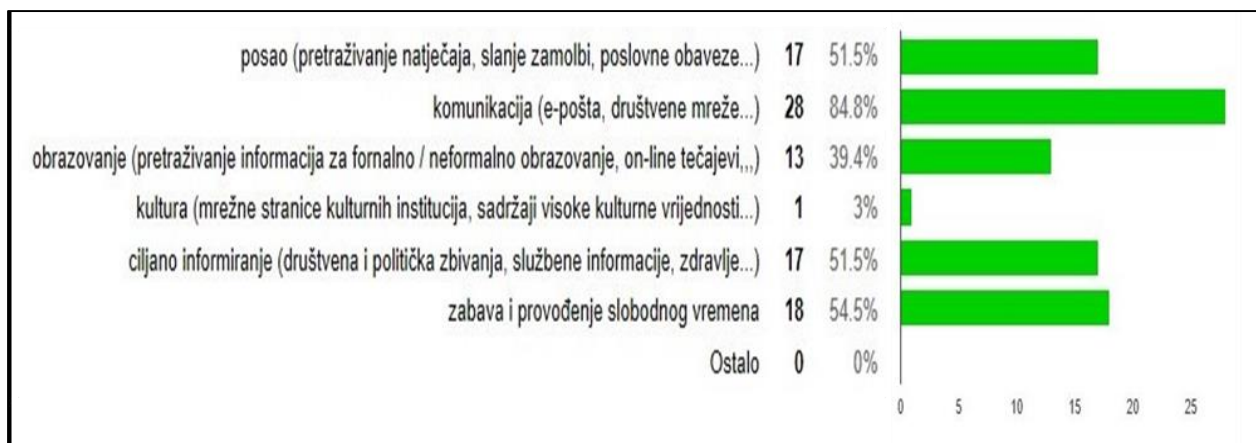 posao (pretraživanje natječaja, slanje zamolbi, poslovne obaveze...) 17 51.5%
komunikacija (e-pošta, društvene mreže...) 28 84.8%
obrazovanje (pretraživanje informacija za fornalno / neformalno obrazovanje, on-line tečajevi,,,) 13 39.4%
kultura (mrežne stranice kulturnih institucija, sadržaji visoke kulturne vrijednosti...) 1 3%
ciljano informiranje (društvena i politička zbivanja, službene informacije, zdravlje...) 17 51.5%
zabava i provođenje slobodnog vremena 18 54.5%
Ostalo 0 0%
0 5 10 15 20 25